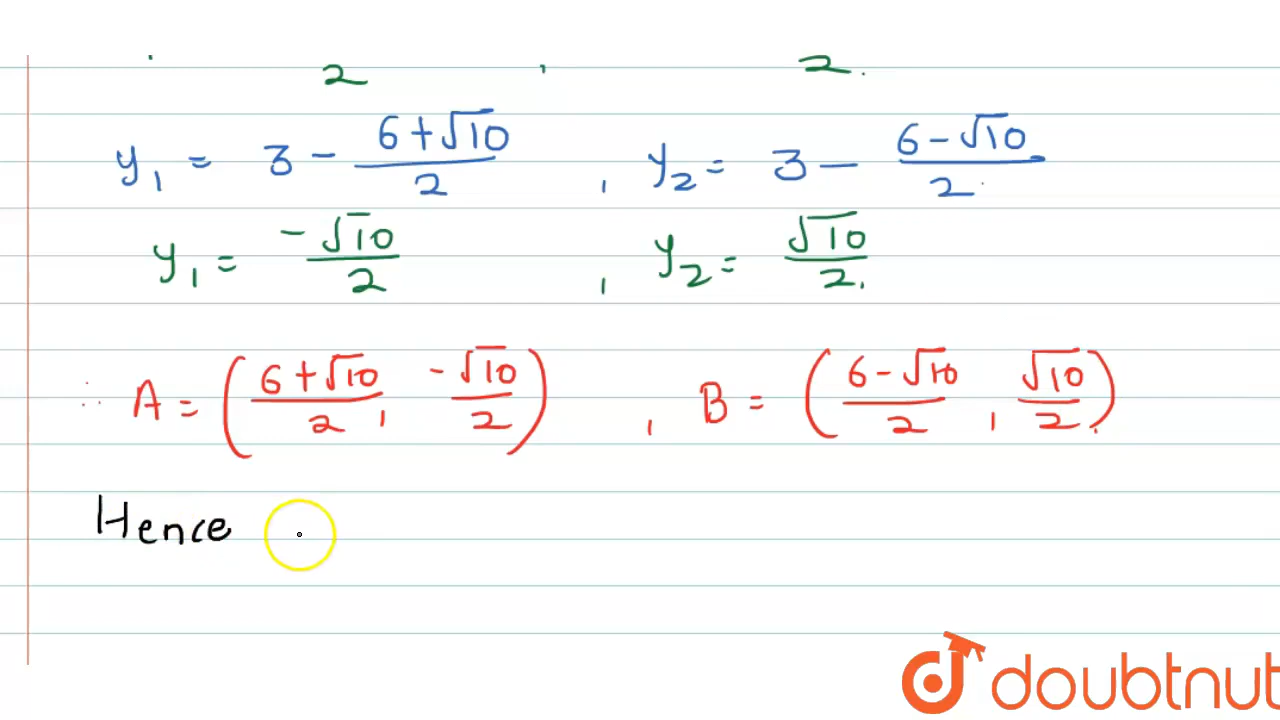 2 , 2.
y₁ = 3 - (6+√10)/2 , y₂ = 3 - (6-√10)/2.
y₁ = -√10/2 , y₂ = √10/2.
∴ A = ((6+√10)/2, -√10/2) , B = ((6-√10)/2, √10/2).
Hence
doubtnut